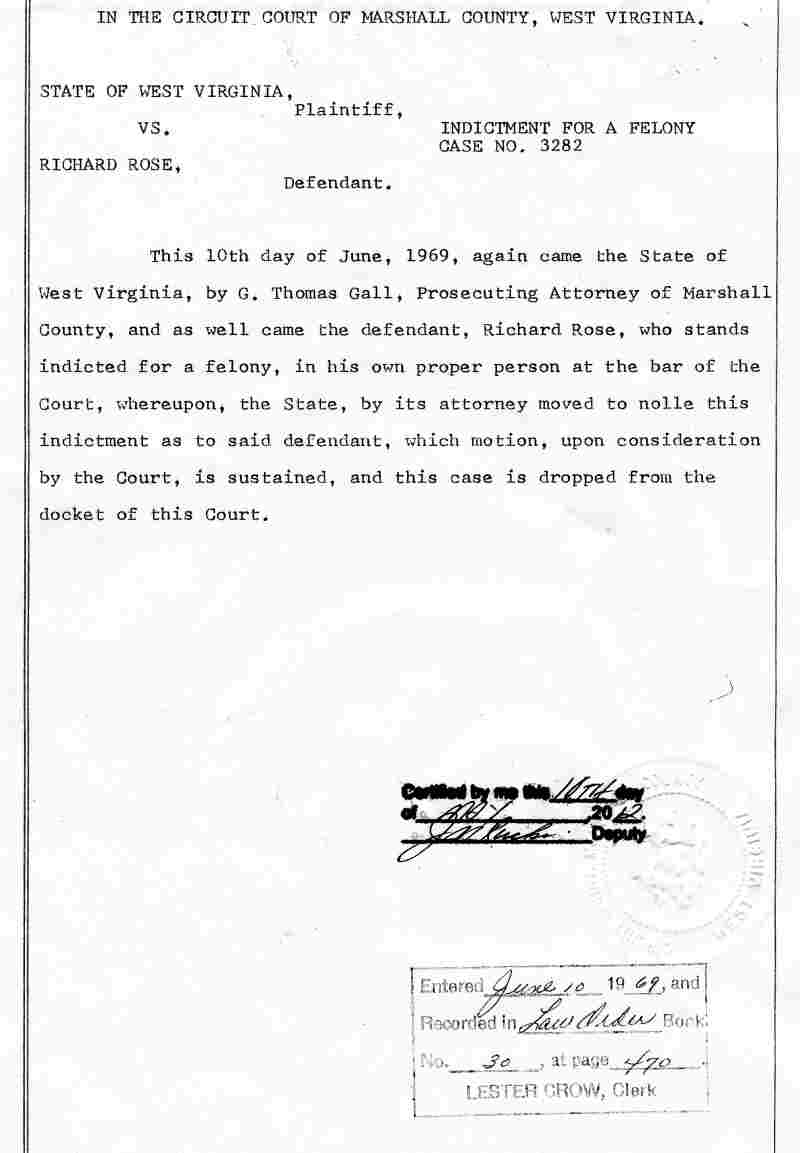 IN THE CIRCUIT COURT OF MARSHALL COUNTY, WEST VIRGINIA.
STATE OF WEST VIRGINIA,
Plaintiff,
VS.
INDICTMENT FOR A FELONY
CASE NO. 3282
RICHARD ROSE,
Defendant.
This 10th day of June, 1969, again came the State of
West Virginia, by G. Thomas Gall, Prosecuting Attorney of Marshall
County, and as well came the defendant, Richard Rose, who stands
indicted for a felony, in his own proper person at the bar of the
Court, whereupon, the State, by its attorney moved to nolle this
indictment as to said defendant, which motion, upon consideration
by the Court, is sustained, and this case is dropped from the
docket of this Court.
Certified by me this 10TH day
of , 2012.
Deputy
WEST
Entered June 10 1969, and
Recorded in Law Order Book
No. 30, at page 470.
LESTER CROW, Clerk